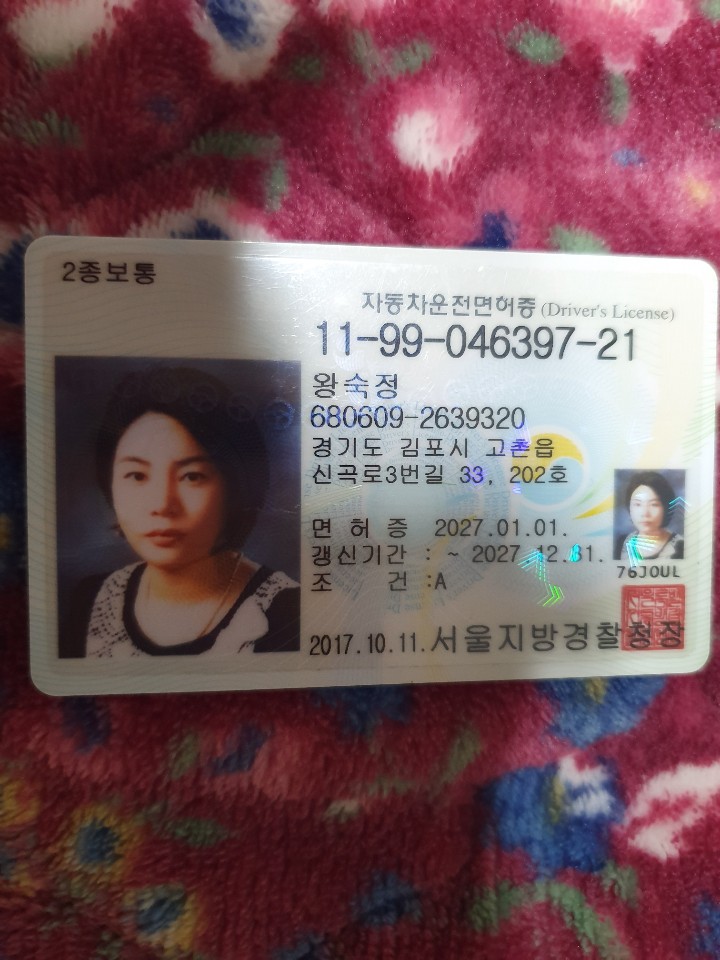 2종보통
자동차운전면허증 (Driver's License)
11-99-046397-21
왕숙정
680609-2639320
경기도 김포시 고촌읍
신곡로3번길 33, 202호
면 허 증 2027.01.01.
갱신기간 : ~ 2027.12.31.
조 건 :A
76JOUL
2017.10.11. 서울지방경찰청장